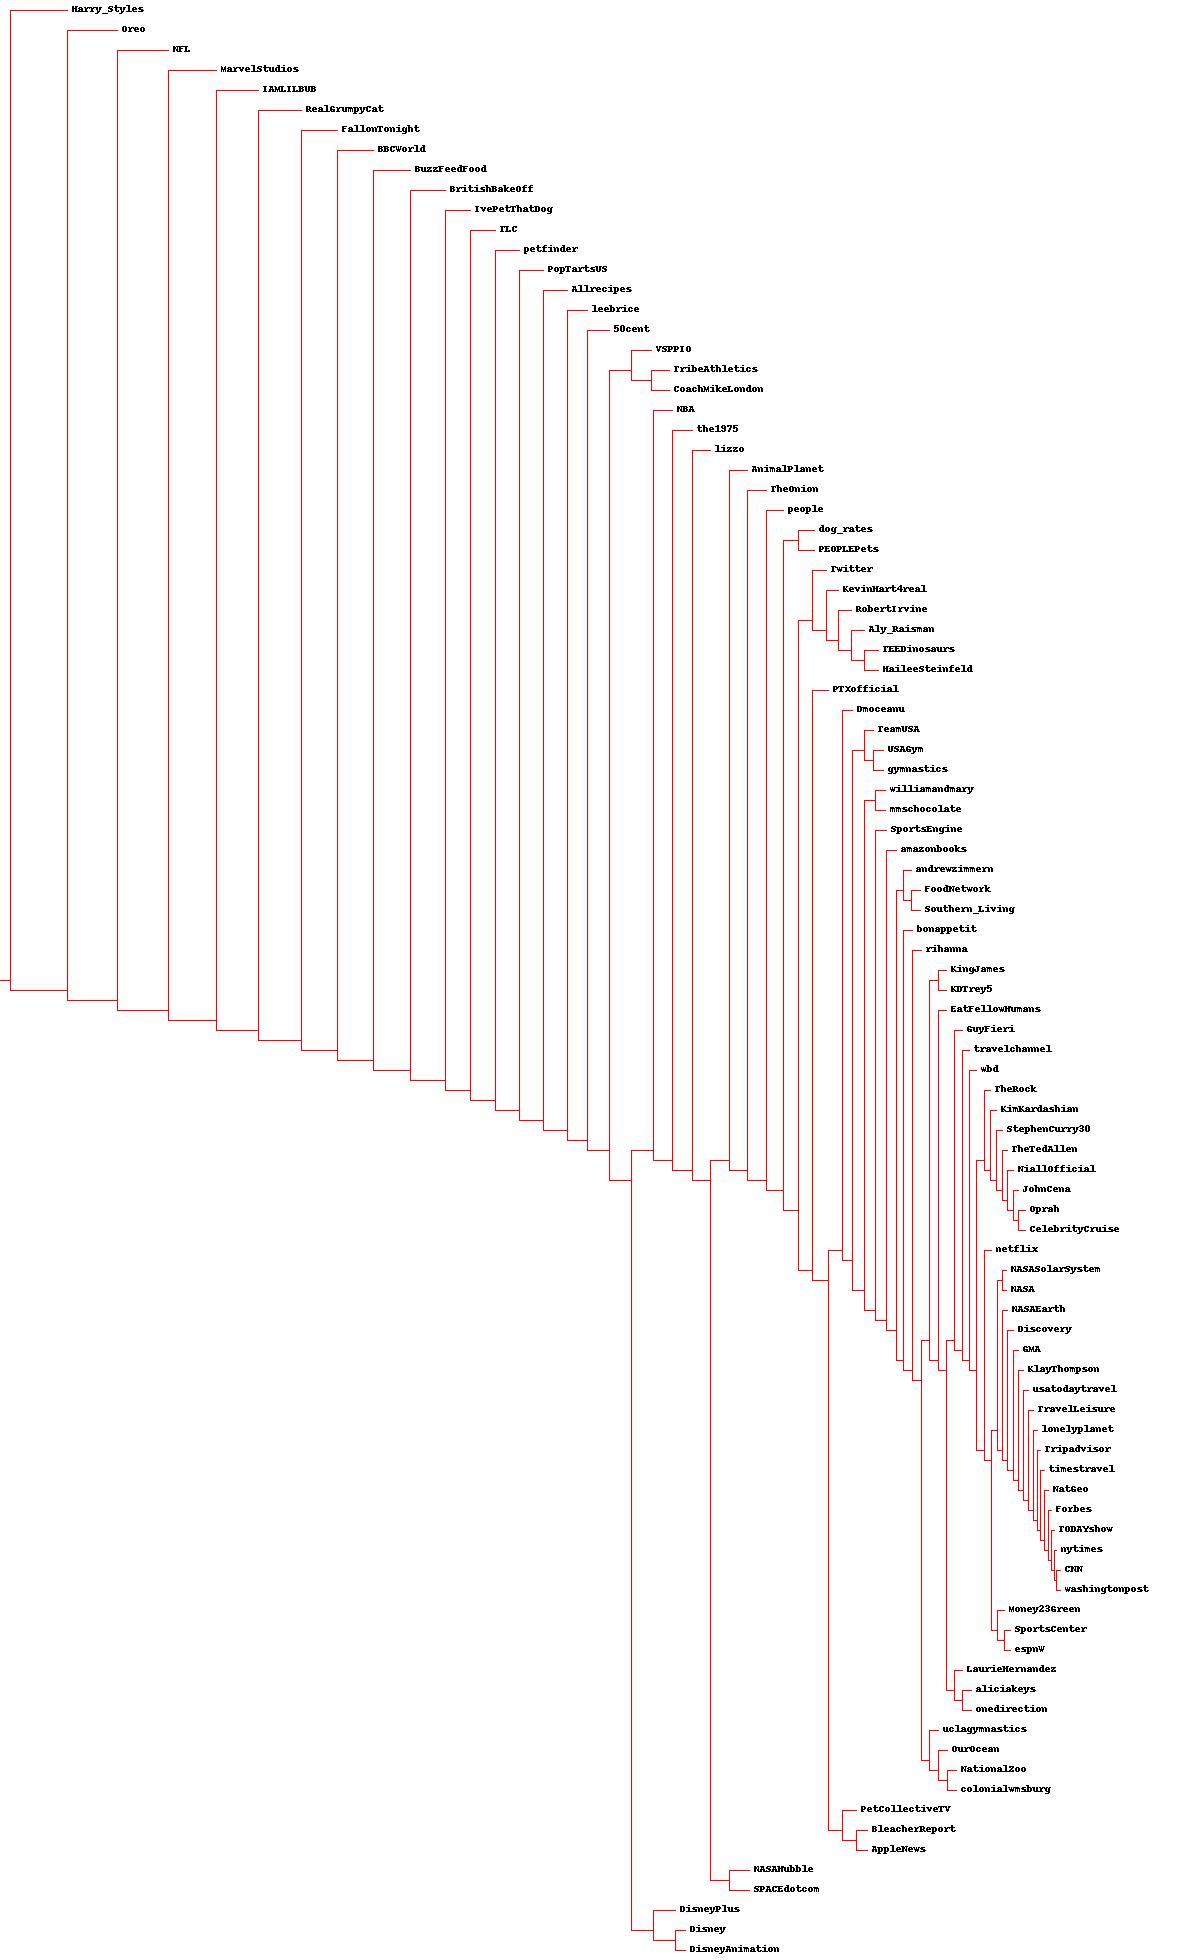 Harry_Styles
Oreo
NFL
MarvelStudios
IAMLILBUB
RealGrumpyCat
FallonTonight
BBCWorld
BuzzFeedFood
BritishBakeOff
IvePetThatDog
TLC
petfinder
PopTartsUS
Allrecipes
leebrice
50cent
VSPPIO
TribeAthletics
CoachMikeLondon
NBA
the1975
lizzo
AnimalPlanet
TheOnion
people
dog_rates
PEOPLEPets
Twitter
KevinHart4real
RobertIrvine
Aly_Raisman
TEEDinosaurs
HaileeSteinfeld
PTXofficial
Dmoceanu
TeamUSA
USAGym
gymnastics
williamandmary
mmschocolate
SportsEngine
amazonbooks
andrewzimmern
FoodNetwork
Southern_Living
bonappetit
rihanna
KingJames
KDTrey5
EatFellowHumans
GuyFieri
travelchannel
wbd
TheRock
KimKardashian
StephenCurry30
TheTedAllen
NiallOfficial
JohnCena
Oprah
CelebrityCruise
netflix
NASASolarSystem
NASA
NASAEarth
Discovery
GMA
KlayThompson
usatodaytravel
TravelLeisure
lonelyplanet
Tripadvisor
timestravel
NatGeo
Forbes
TODAYshow
nytimes
CNN
washingtonpost
Money23Green
SportsCenter
espnW
LaurieHernandez
aliciakeys
onedirection
uclagymnastics
OurOcean
NationalZoo
colonialwmsburg
PetCollectiveTV
BleacherReport
AppleNews
NASAHubble
SPACEdotcom
DisneyPlus
Disney
DisneyAnimation